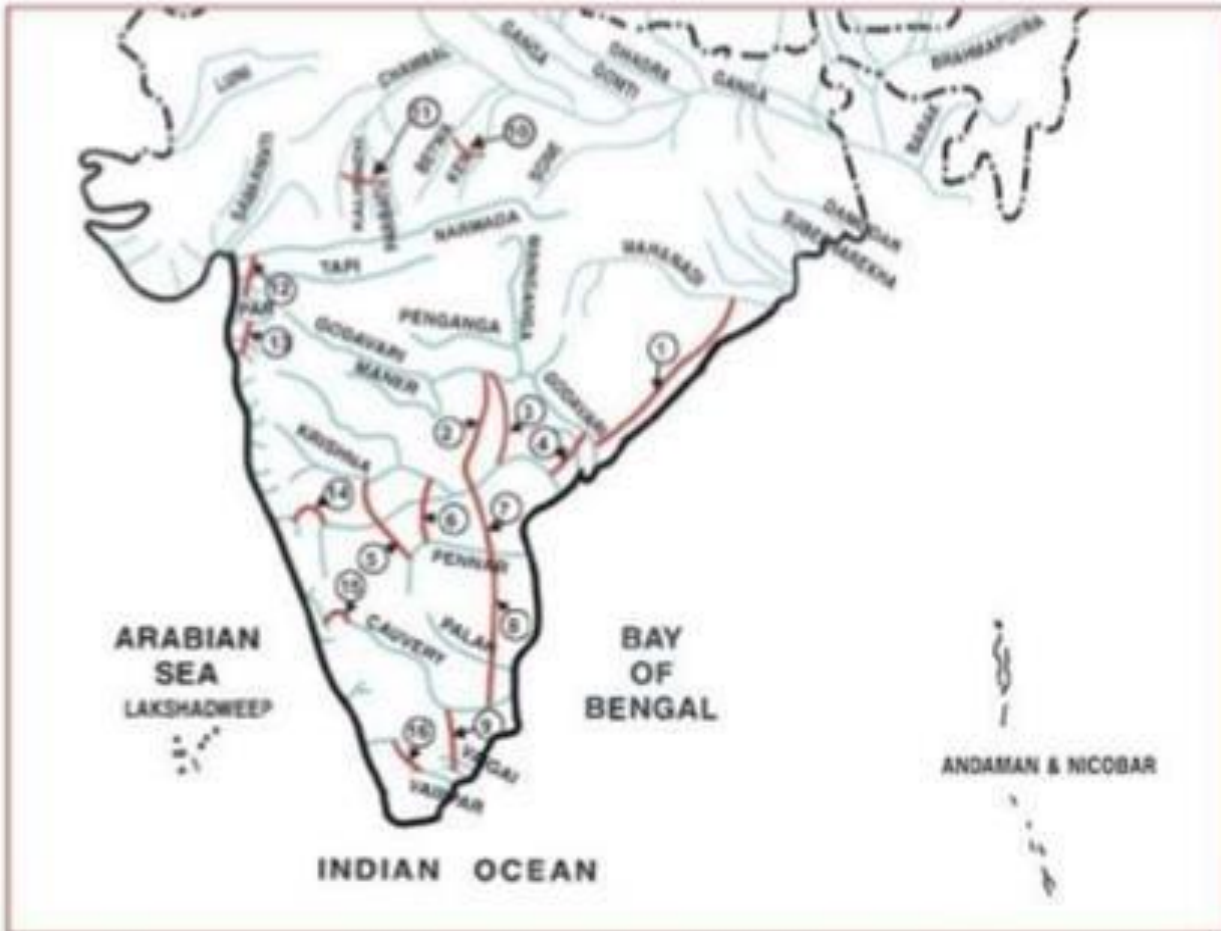 LUNI
CHAMBAL
GANGA
GHAGRA
GOMTI
GANGA
BRAHMAPUTRA
BARAK
SABARMATI
11
10
BETWA
KEN
SONE
NARMADA
TAPI
DAMODAR
SUBERNAREKHA
MAHANADI
WAINGANGA
12
PAR
13
PENGANGA
GODAVARI
MANER
1
GODAVARI
3
2
4
KRISHNA
14
6
7
5
PENNAR
15
8
CAUVERY
PALAR
ARABIAN
SEA
LAKSHADWEEP
BAY
OF
BENGAL
16
9
VAIGAI
VAIPPAR
ANDAMAN & NICOBAR
INDIAN OCEAN